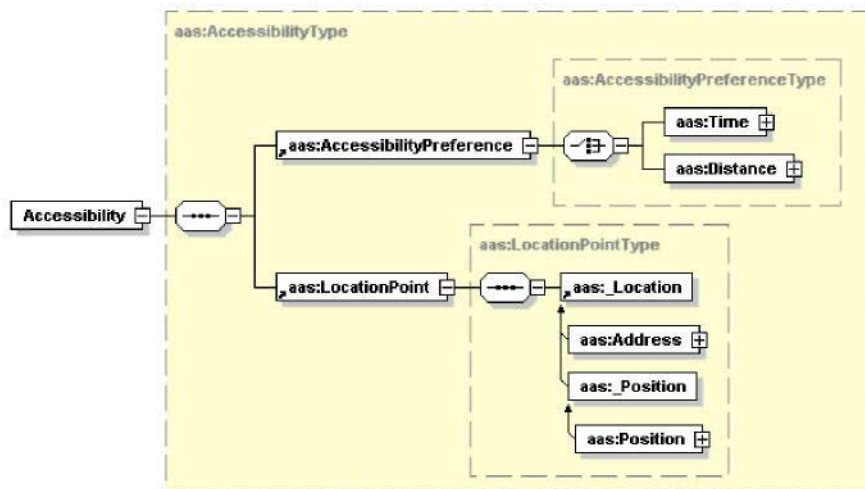 aas:AccessibilityType
aas:AccessibilityPreferenceType
aas:Time
aas:AccessibilityPreference
aas:Distance
Accessibility
aas:LocationPointType
aas:LocationPoint
aas:_Location
aas:Address
aas:_Position
aas:Position